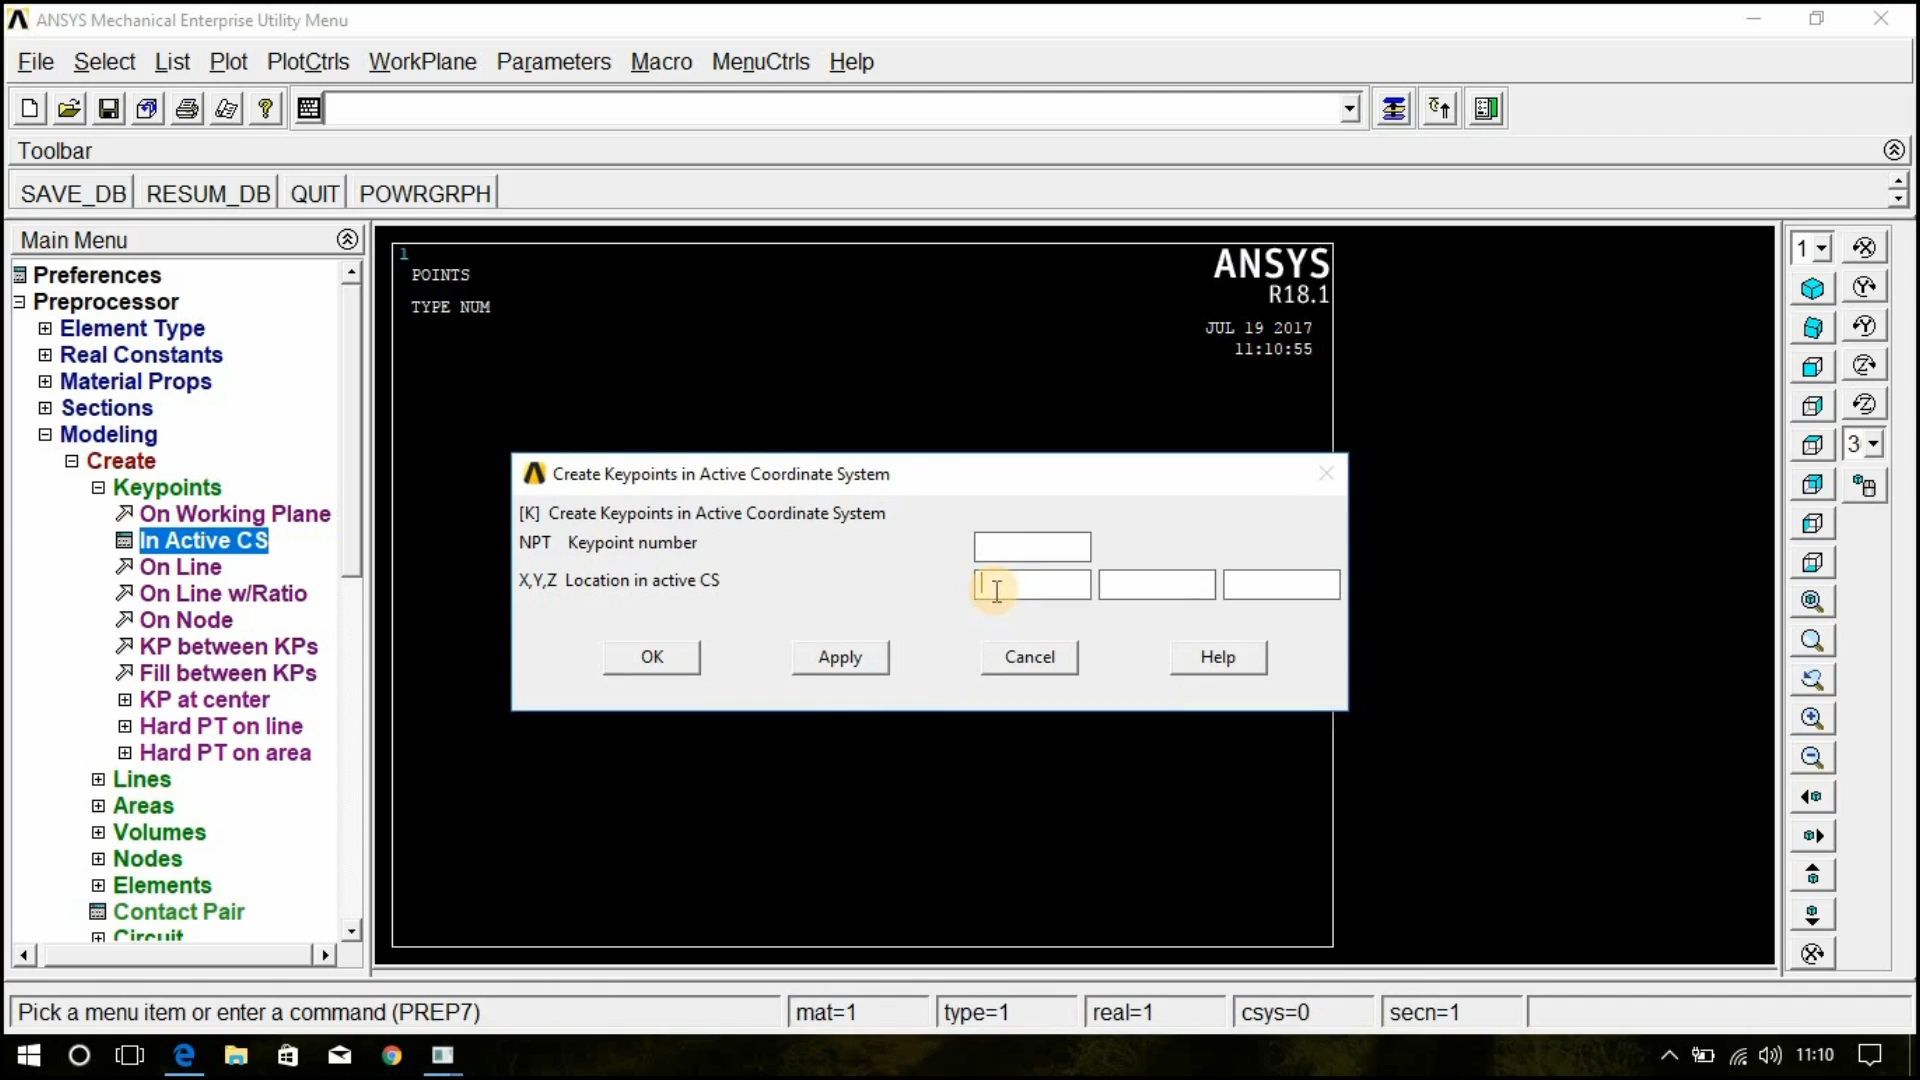 ANSYS Mechanical Enterprise Utility Menu
File Select List Plot PlotCtrls WorkPlane Parameters Macro MenuCtrls Help
Toolbar
SAVE_DB RESUM_DB QUIT POWRGRPH
Main Menu
Preferences
Preprocessor
Element Type
Real Constants
Material Props
Sections
Modeling
Create
Keypoints
On Working Plane
In Active CS
On Line
On Line w/Ratio
On Node
KP between KPs
Fill between KPs
KP at center
Hard PT on line
Hard PT on area
Lines
Areas
Volumes
Nodes
Elements
Contact Pair
Circuit
1
POINTS
TYPE NUM
ANSYS
R18.1
JUL 19 2017
11:10:55
Create Keypoints in Active Coordinate System
[K] Create Keypoints in Active Coordinate System
NPT Keypoint number
X,Y,Z Location in active CS
OK Apply Cancel Help
1
3
Pick a menu item or enter a command (PREP7) mat=1 type=1 real=1 csys=0 secn=1
11:10